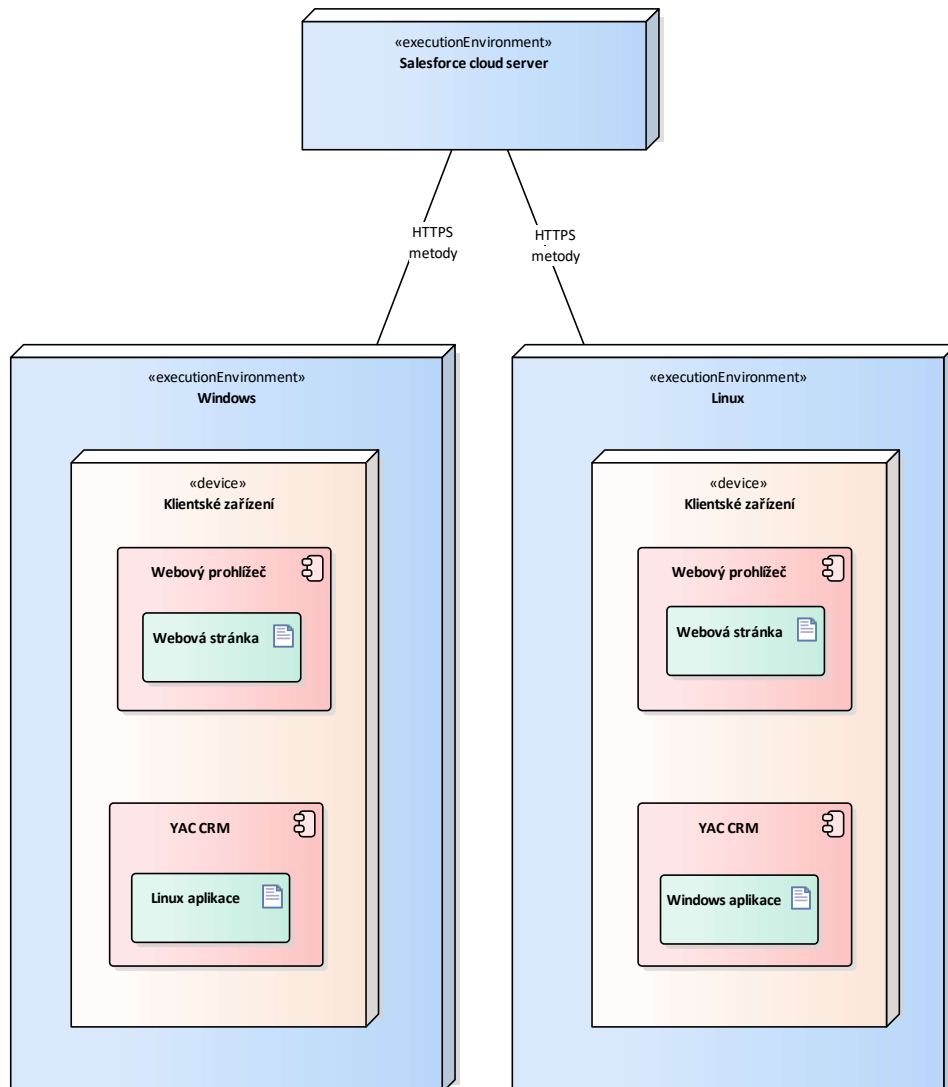 «executionEnvironment»
Salesforce cloud server
HTTPS
metody
HTTPS
metody
«executionEnvironment»
Windows
«device»
Klientské zařízení
Webový prohlížeč
Webová stránka
YAC CRM
Linux aplikace
«executionEnvironment»
Linux
«device»
Klientské zařízení
Webový prohlížeč
Webová stránka
YAC CRM
Windows aplikace